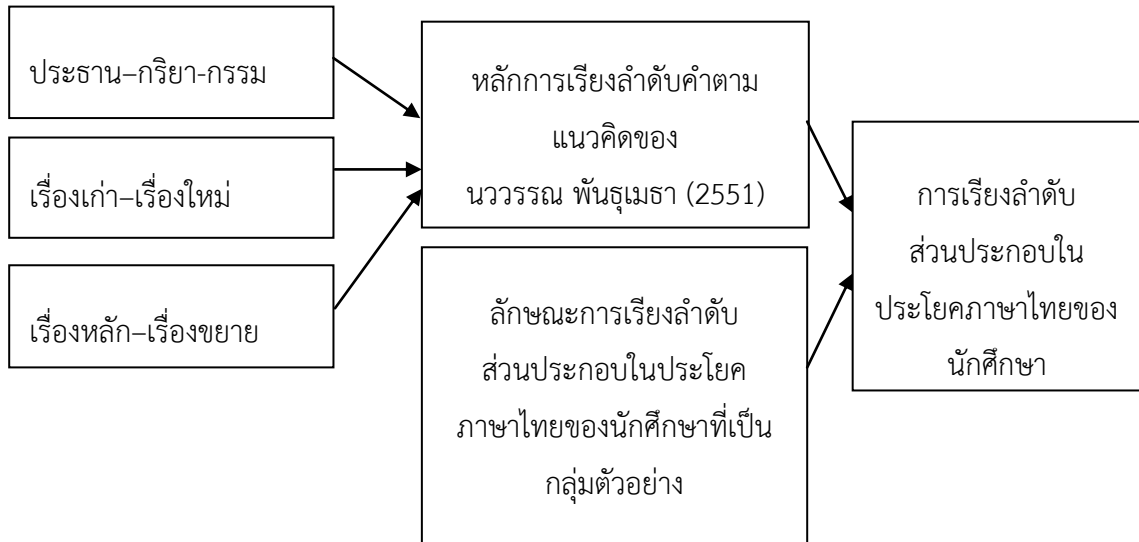 ประธาน–กริยา-กรรม
เรื่องเก่า–เรื่องใหม่
เรื่องหลัก–เรื่องขยาย
หลักการเรียงลำดับคำตาม
แนวคิดของ
นววรรณ พันธุเมธา (2551)
ลักษณะการเรียงลำดับ
ส่วนประกอบในประโยค
ภาษาไทยของนักศึกษาที่เป็น
กลุ่มตัวอย่าง
การเรียงลำดับ
ส่วนประกอบใน
ประโยคภาษาไทยของ
นักศึกษา